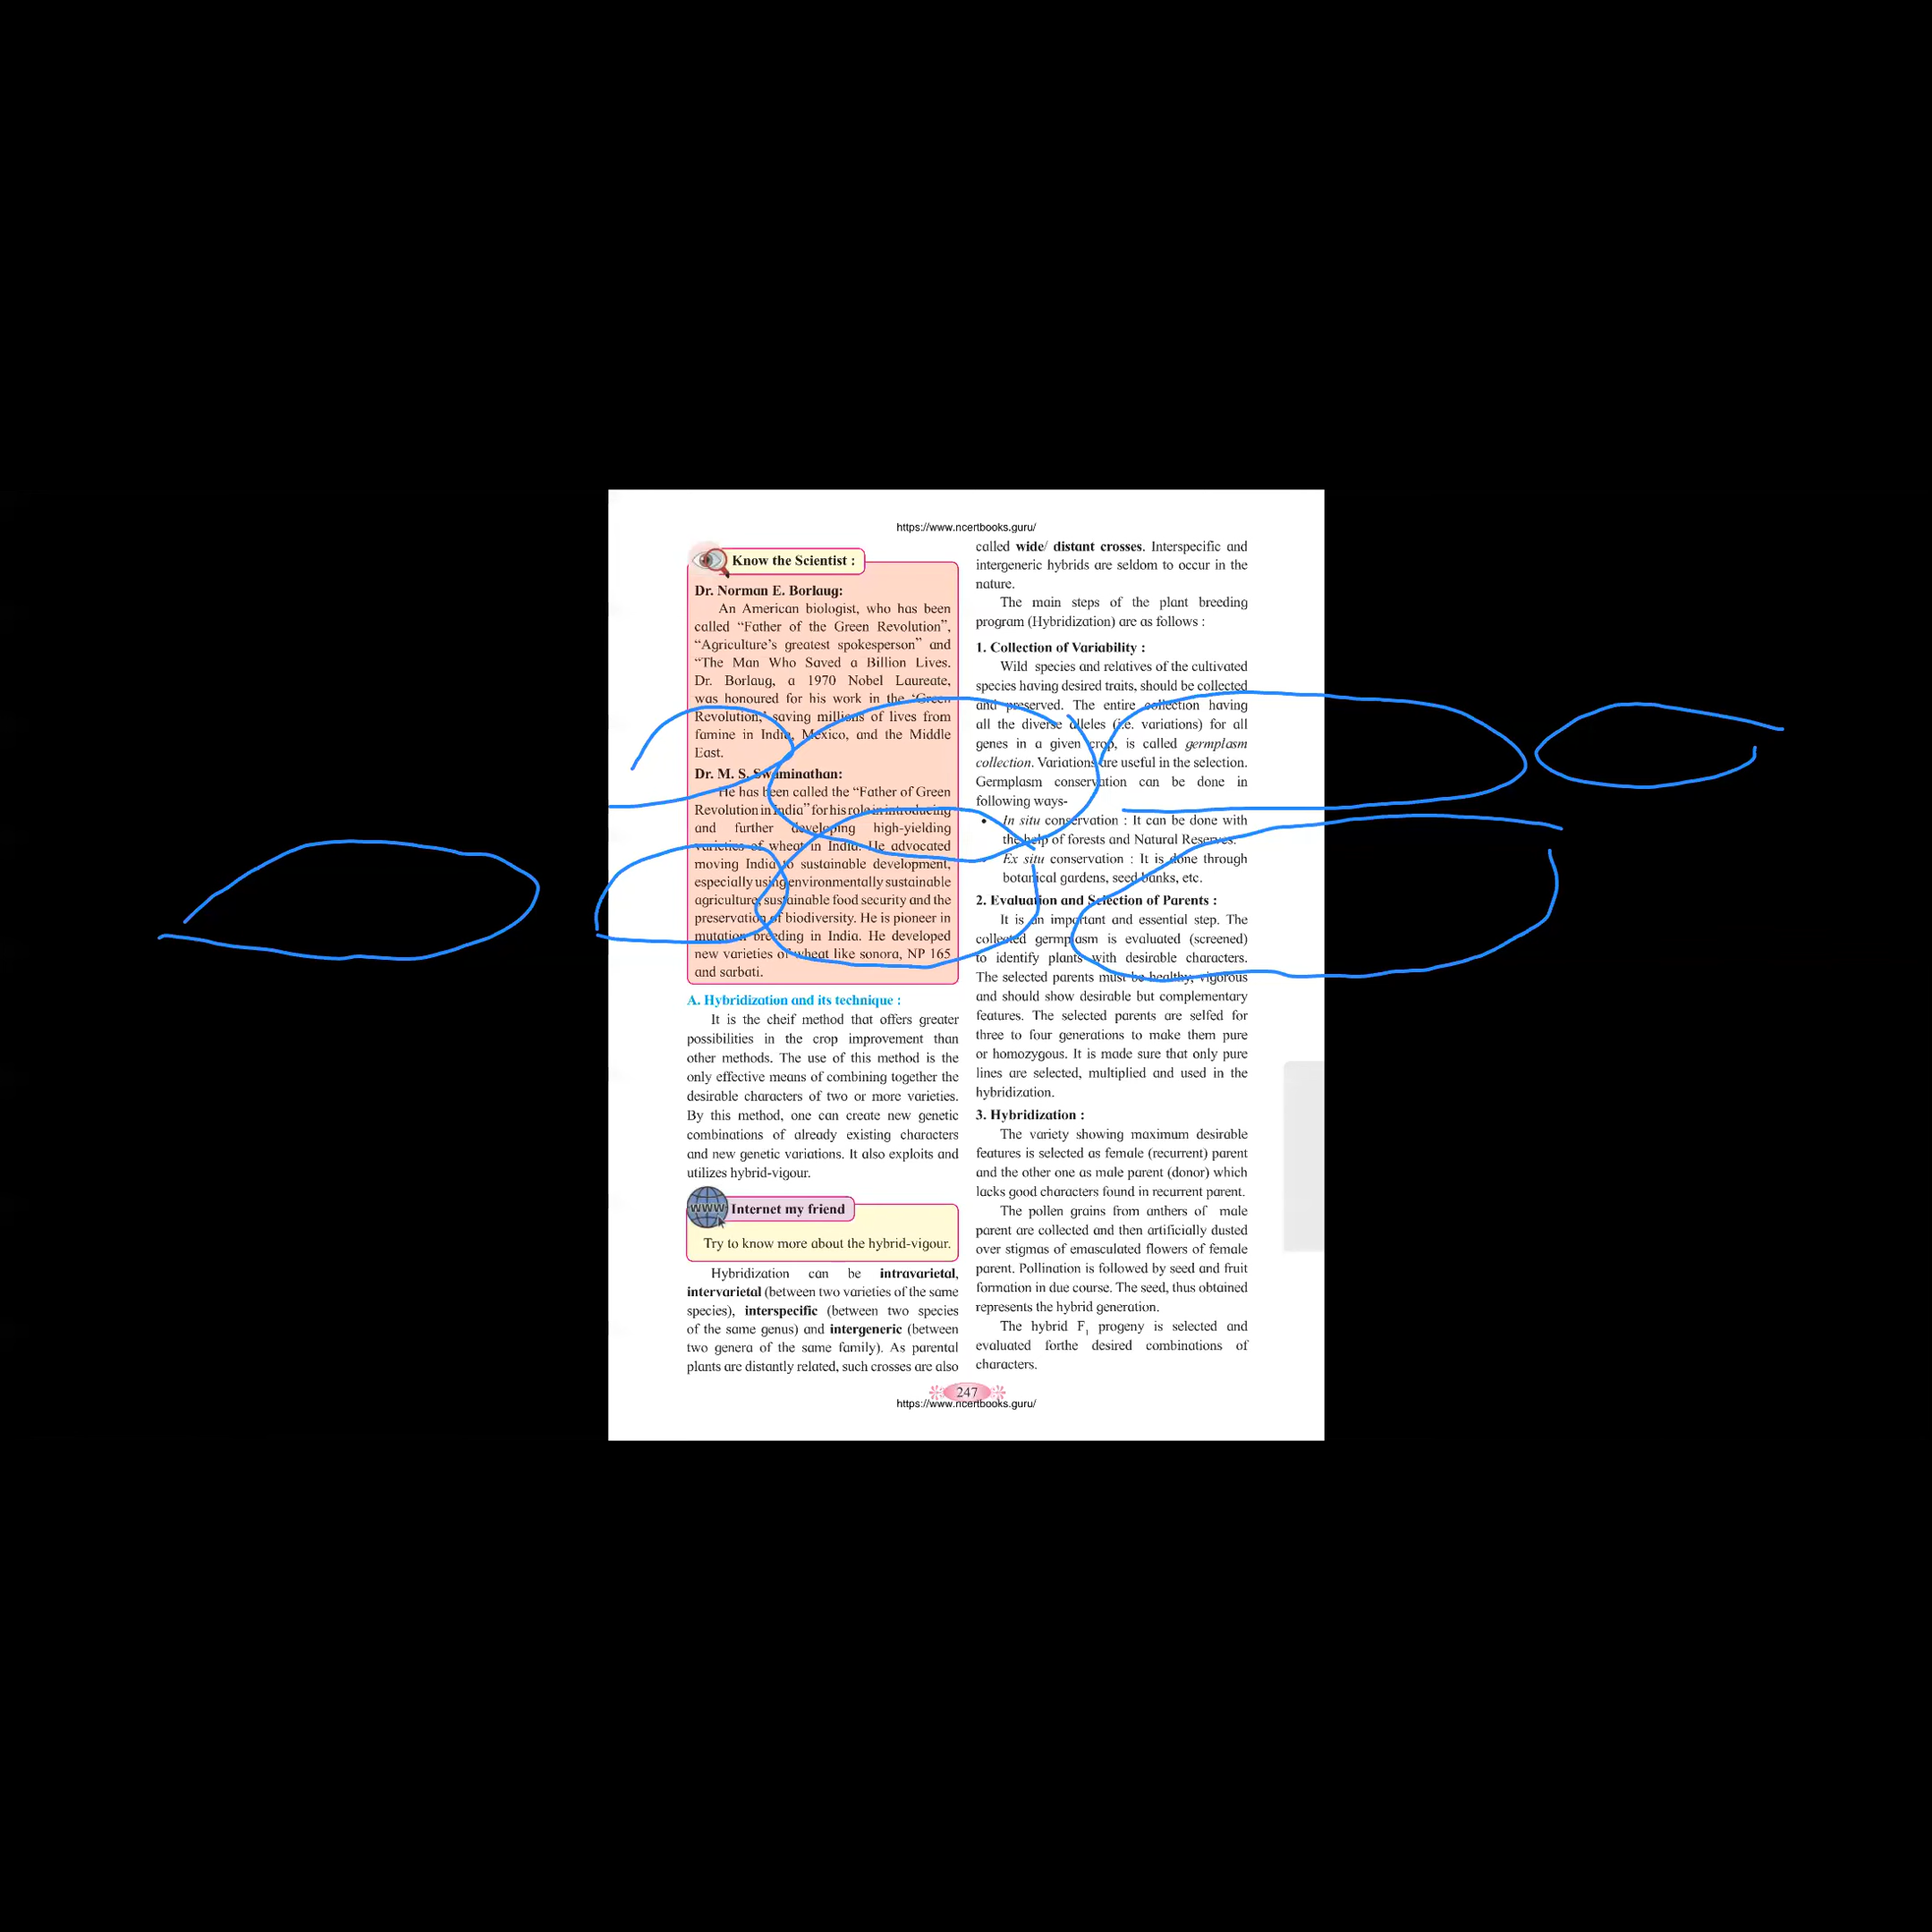 https://www.ncertbooks.guru/
Know the Scientist :
Dr. Norman E. Borlaug:
An American biologist, who has been
called “Father of the Green Revolution”,
“Agriculture’s greatest spokesperson” and
“The Man Who Saved a Billion Lives.
Dr. Borlaug, a 1970 Nobel Laureate,
was honoured for his work in the ‘Green
Revolution,’ saving millions of lives from
famine in India, Mexico, and the Middle
East.
Dr. M. S. Swaminathan:
He has been called the “Father of Green
Revolution in India” for his role in introducing
and further developing high-yielding
varieties of wheat in India. He advocated
moving India to sustainable development,
especially using environmentally sustainable
agriculture, sustainable food security and the
preservation of biodiversity. He is pioneer in
mutation breeding in India. He developed
new varieties of wheat like sonora, NP 165
and sarbati.
A. Hybridization and its technique :
It is the cheif method that offers greater
possibilities in the crop improvement than
other methods. The use of this method is the
only effective means of combining together the
desirable characters of two or more varieties.
By this method, one can create new genetic
combinations of already existing characters
and new genetic variations. It also exploits and
utilizes hybrid-vigour.
www
Internet my friend
Try to know more about the hybrid-vigour.
Hybridization can be intravarietal,
intervarietal (between two varieties of the same
species), interspecific (between two species
of the same genus) and intergeneric (between
two genera of the same family). As parental
plants are distantly related, such crosses are also
called wide/ distant crosses. Interspecific and
intergeneric hybrids are seldom to occur in the
nature.
The main steps of the plant breeding
program (Hybridization) are as follows :
1. Collection of Variability :
Wild species and relatives of the cultivated
species having desired traits, should be collected
and preserved. The entire collection having
all the diverse alleles (i.e. variations) for all
genes in a given crop, is called germplasm
collection. Variations are useful in the selection.
Germplasm conservation can be done in
following ways-
• In situ conservation : It can be done with
the help of forests and Natural Reserves.
• Ex situ conservation : It is done through
botanical gardens, seed banks, etc.
2. Evaluation and Selection of Parents :
It is an important and essential step. The
collected germplasm is evaluated (screened)
to identify plants with desirable characters.
The selected parents must be healthy, vigorous
and should show desirable but complementary
features. The selected parents are selfed for
three to four generations to make them pure
or homozygous. It is made sure that only pure
lines are selected, multiplied and used in the
hybridization.
3. Hybridization :
The variety showing maximum desirable
features is selected as female (recurrent) parent
and the other one as male parent (donor) which
lacks good characters found in recurrent parent.
The pollen grains from anthers of male
parent are collected and then artificially dusted
over stigmas of emasculated flowers of female
parent. Pollination is followed by seed and fruit
formation in due course. The seed, thus obtained
represents the hybrid generation.
The hybrid F1 progeny is selected and
evaluated forthe desired combinations of
characters.
247
https://www.ncertbooks.guru/